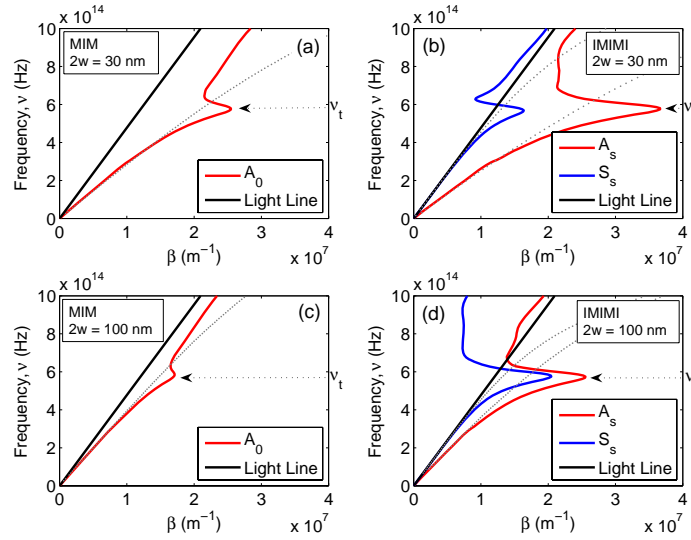 x 10^14
10
8
6
4
2
0
Frequency, ν (Hz)
MIM
2w = 30 nm
(a)
ν_t
A_0
Light Line
0 1 2 3 4
β (m^-1)
x 10^7
x 10^14
10
8
6
4
2
0
Frequency, ν (Hz)
(b)
IMIMI
2w = 30 nm
ν
A_s
S_s
Light Line
0 1 2 3 4
β (m^-1)
x 10^7
x 10^14
10
8
6
4
2
0
Frequency, ν (Hz)
MIM
2w = 100 nm
(c)
ν_t
A_0
Light Line
0 1 2 3 4
β (m^-1)
x 10^7
x 10^14
10
8
6
4
2
0
Frequency, ν (Hz)
(d)
IMIMI
2w = 100 nm
ν
A_s
S_s
Light Line
0 1 2 3 4
β (m^-1)
x 10^7